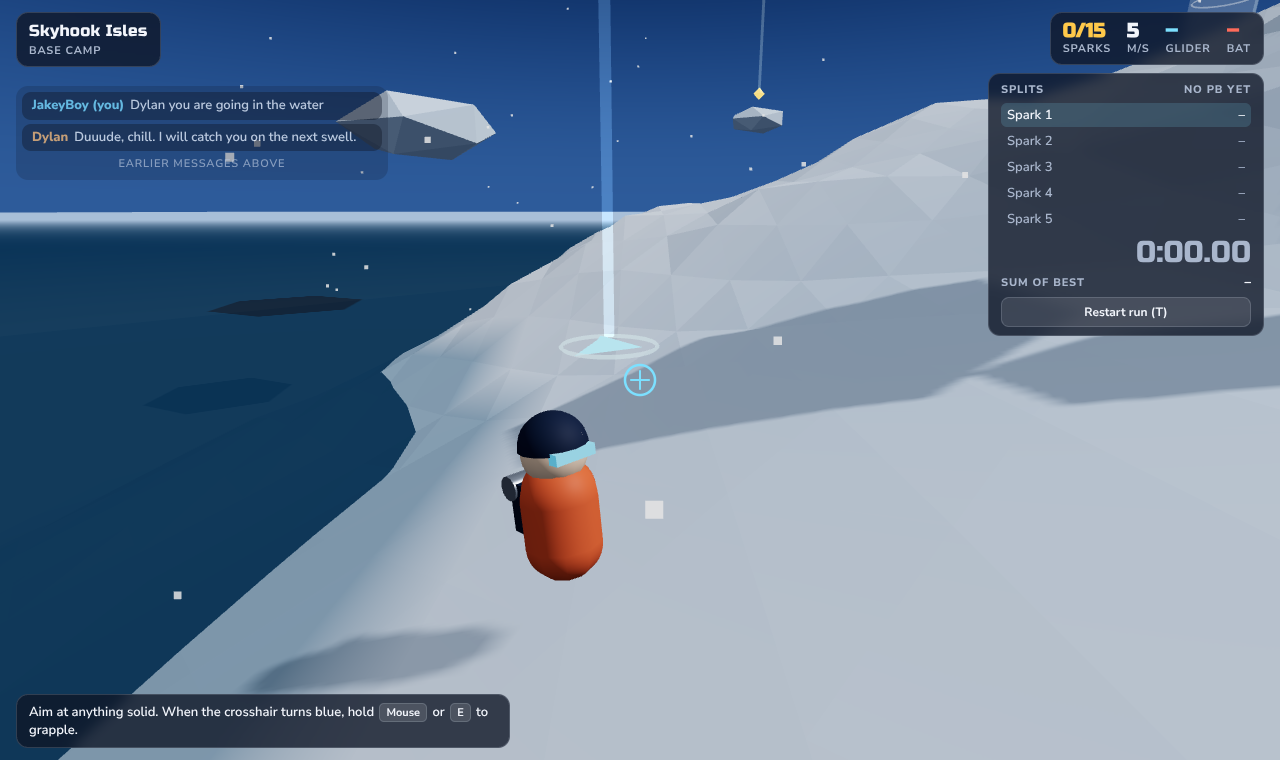 Skyhook Isles
BASE CAMP
JakeyBoy (you) Dylan you are going in the water
Dylan Duuude, chill. I will catch you on the next swell.
EARLIER MESSAGES ABOVE
0/15 5 – –
SPARKS M/S GLIDER BAT
SPLITS NO PB YET
Spark 1 –
Spark 2 –
Spark 3 –
Spark 4 –
Spark 5 –
0:00.00
SUM OF BEST –
Restart run (T)
Aim at anything solid. When the crosshair turns blue, hold Mouse or E to
grapple.